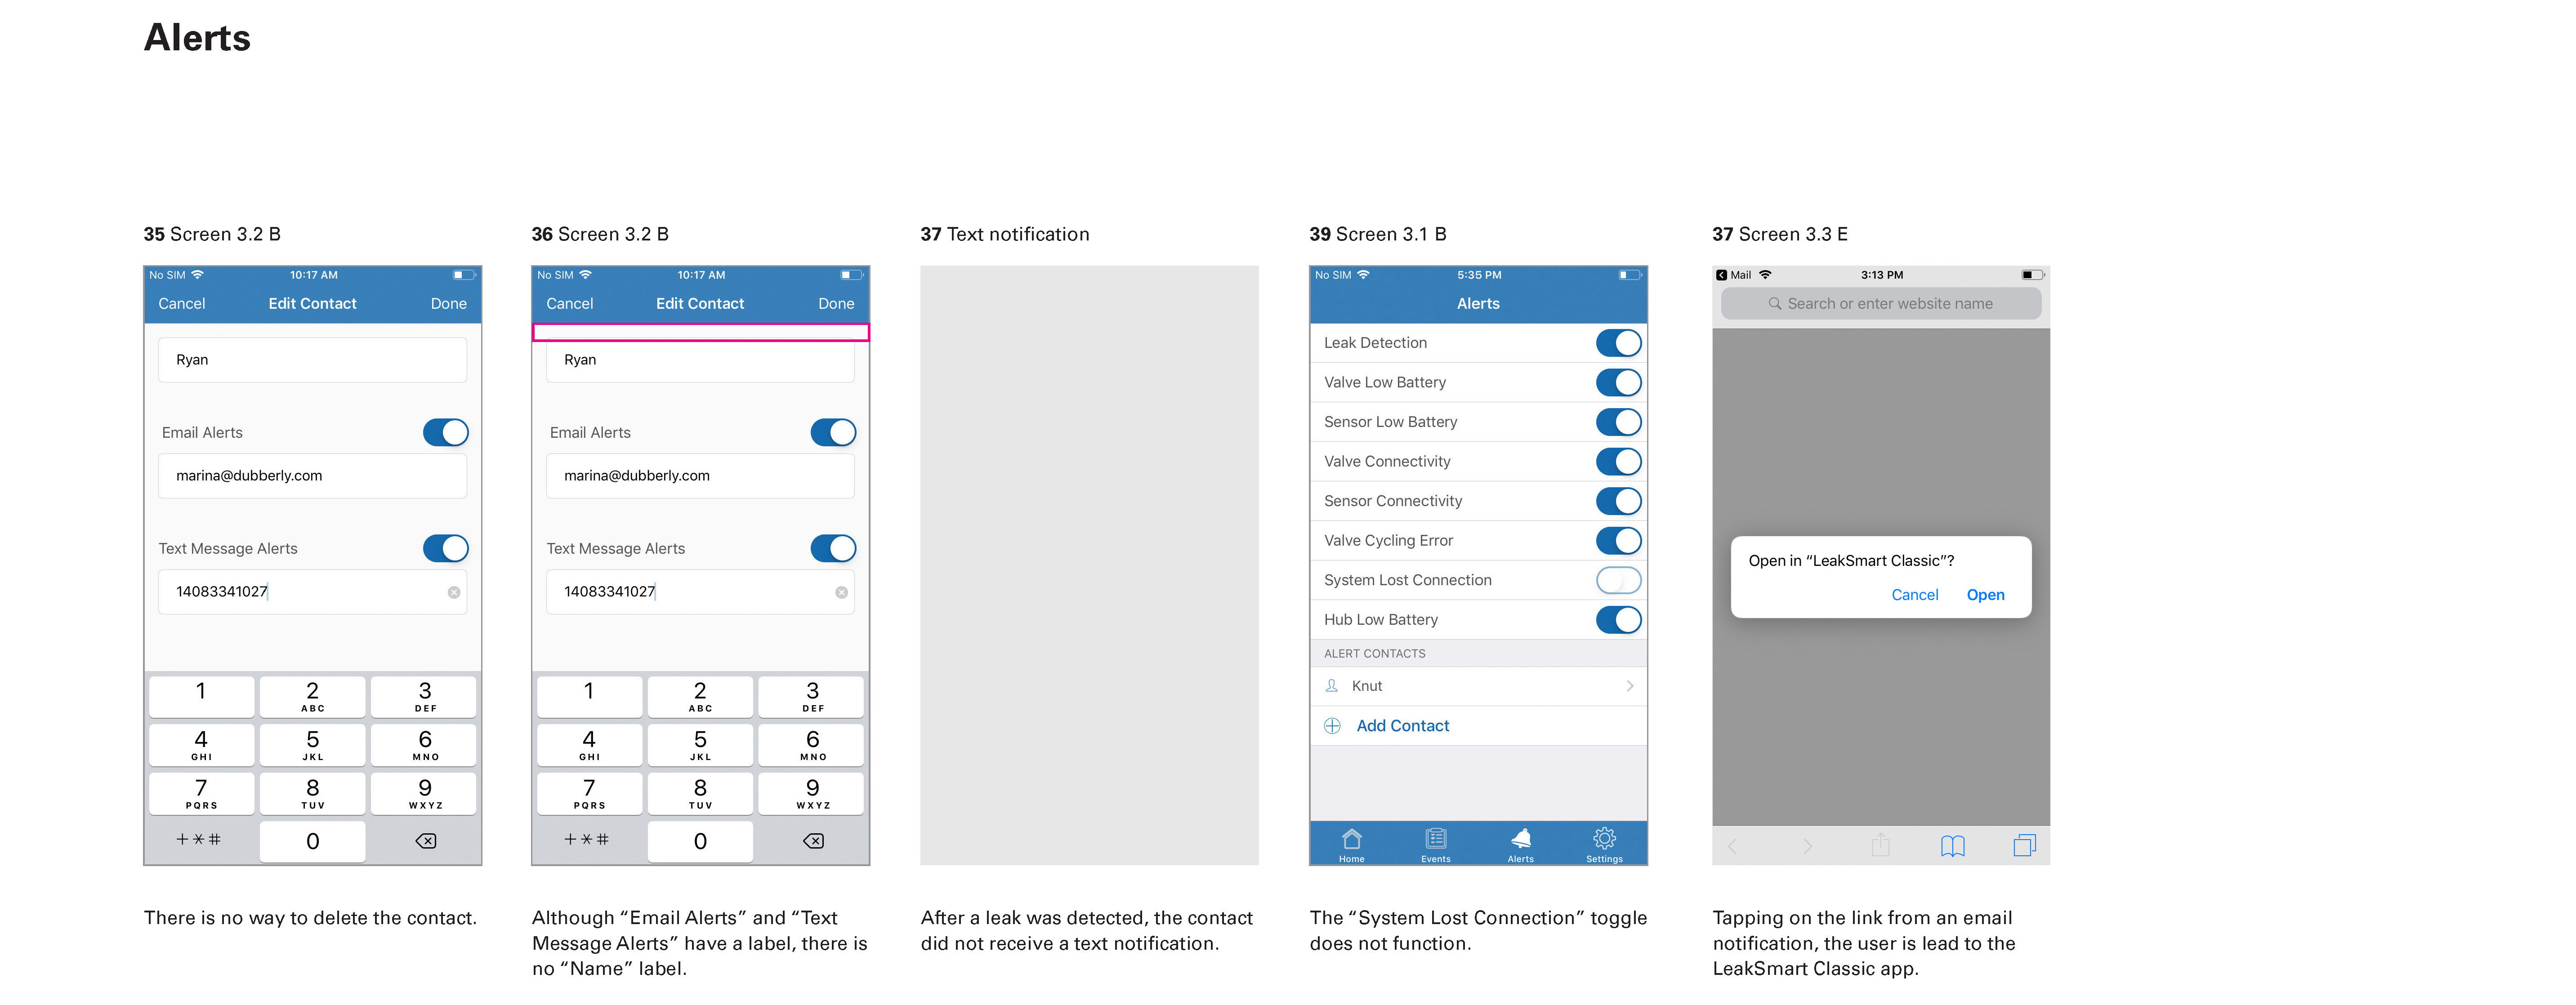 Alerts
35 Screen 3.2 B
No SIM 10:17 AM
Cancel Edit Contact Done
Ryan
Email Alerts
marina@dubberly.com
Text Message Alerts
14083341027
1 2 3
ABC DEF
4 5 6
GHI JKL MNO
7 8 9
PQRS TUV WXYZ
+*# 0
There is no way to delete the contact.
36 Screen 3.2 B
No SIM 10:17 AM
Cancel Edit Contact Done
Ryan
Email Alerts
marina@dubberly.com
Text Message Alerts
14083341027
1 2 3
ABC DEF
4 5 6
GHI JKL MNO
7 8 9
PQRS TUV WXYZ
+*# 0
Although “Email Alerts” and “Text
Message Alerts” have a label, there is
no “Name” label.
37 Text notification
After a leak was detected, the contact
did not receive a text notification.
39 Screen 3.1 B
No SIM 5:35 PM
Alerts
Leak Detection
Valve Low Battery
Sensor Low Battery
Valve Connectivity
Sensor Connectivity
Valve Cycling Error
System Lost Connection
Hub Low Battery
ALERT CONTACTS
Knut
Add Contact
Home Events Alerts Settings
The “System Lost Connection” toggle
does not function.
37 Screen 3.3 E
Mail 3:13 PM
Search or enter website name
Open in “LeakSmart Classic”?
Cancel Open
Tapping on the link from an email
notification, the user is lead to the
LeakSmart Classic app.